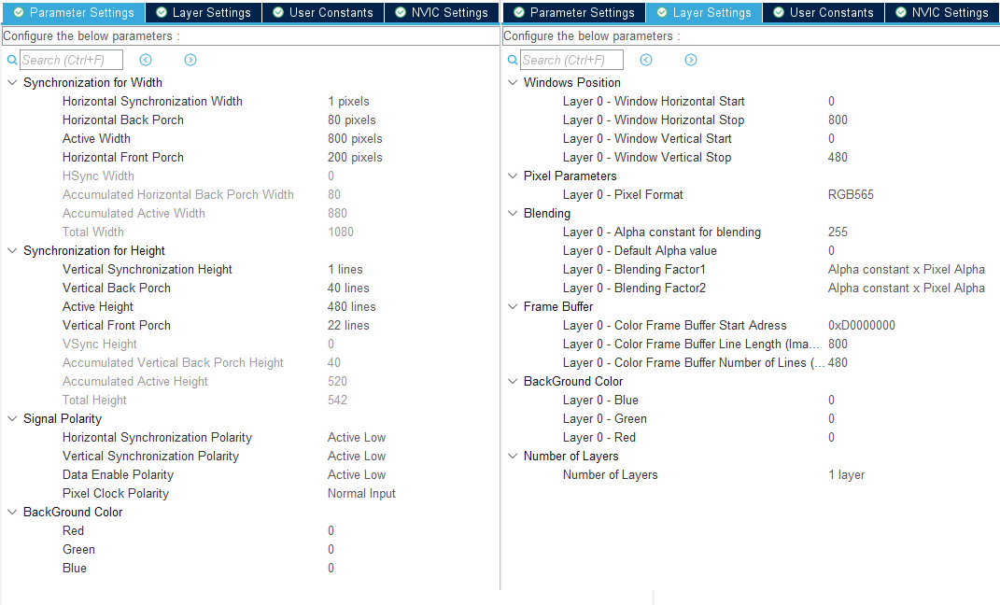 Parameter Settings Layer Settings User Constants NVIC Settings
Configure the below parameters :
Search (Ctrl+F)
Synchronization for Width
Horizontal Synchronization Width 1 pixels
Horizontal Back Porch 80 pixels
Active Width 800 pixels
Horizontal Front Porch 200 pixels
HSync Width 0
Accumulated Horizontal Back Porch Width 80
Accumulated Active Width 880
Total Width 1080
Synchronization for Height
Vertical Synchronization Height 1 lines
Vertical Back Porch 40 lines
Active Height 480 lines
Vertical Front Porch 22 lines
VSync Height 0
Accumulated Vertical Back Porch Height 40
Accumulated Active Height 520
Total Height 542
Signal Polarity
Horizontal Synchronization Polarity Active Low
Vertical Synchronization Polarity Active Low
Data Enable Polarity Active Low
Pixel Clock Polarity Normal Input
BackGround Color
Red 0
Green 0
Blue 0
Parameter Settings Layer Settings User Constants NVIC Settings
Configure the below parameters :
Search (Ctrl+F)
Windows Position
Layer 0 - Window Horizontal Start 0
Layer 0 - Window Horizontal Stop 800
Layer 0 - Window Vertical Start 0
Layer 0 - Window Vertical Stop 480
Pixel Parameters
Layer 0 - Pixel Format RGB565
Blending
Layer 0 - Alpha constant for blending 255
Layer 0 - Default Alpha value 0
Layer 0 - Blending Factor1 Alpha constant x Pixel Alpha
Layer 0 - Blending Factor2 Alpha constant x Pixel Alpha
Frame Buffer
Layer 0 - Color Frame Buffer Start Adress 0xD0000000
Layer 0 - Color Frame Buffer Line Length (Ima... 800
Layer 0 - Color Frame Buffer Number of Lines (... 480
BackGround Color
Layer 0 - Blue 0
Layer 0 - Green 0
Layer 0 - Red 0
Number of Layers
Number of Layers 1 layer